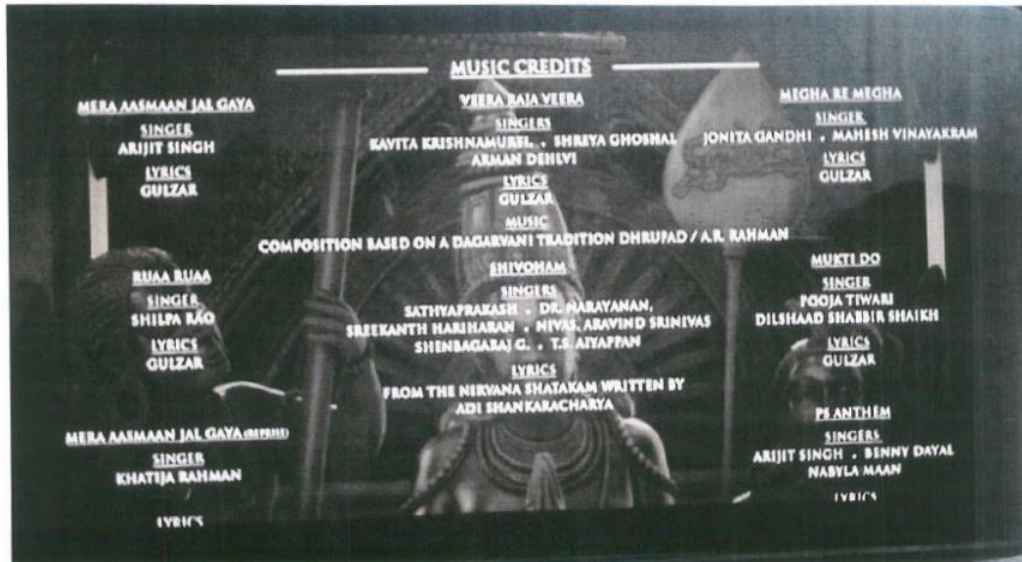 MUSIC CREDITS
MERA AASMAAN JAL GAYA
SINGER
ARIJIT SINGH
LYRICS
GULZAR
RUAA RUAA
SINGER
SHILPA RÃO
LYRICS
GULZAR
MERA AASMAAN JAL GAYA (REPRISE)
SINGER
KHATIJA RAHMAN
LYRICS
VEERA RAJA VEERA
SINGERS
KAVITA KRISHNAMURTI, . SHREYA GHOSHAL
ARMAN DEHLVI
LYRICS
GULZAR
MUSIC
COMPOSITION BASED ON A DAGARVANI TRADITION DHRUPAD / A.R. RAHMAN
SHIVOHAM
SINGERS
SATHYAPRAKASH . DR. NARAYANAN,
SREEKANTH HARIHARAN . NIVAS, ARAVIND SRINIVAS
SHENBAGARAJ G. . T.S. AIYAPPAN
LYRICS
FROM THE NIRVANA SHATAKAM WRITTEN BY
ADI SHANKARACHARYA
MEGHA RE MEGHA
SINGER
JONITA GANDHI . MAHESH VINAYAKRAM
LYRICS
GULZAR
MUKTI DO
SINGER
POOJA TIWARI
DILSHAAD SHABBIR SHAIKH
LYRICS
GULZAR
PS ANTHEM
SINGERS
ARIJIT SINGH . BENNY DAYAL
NABYLA MAAN
LYRICS